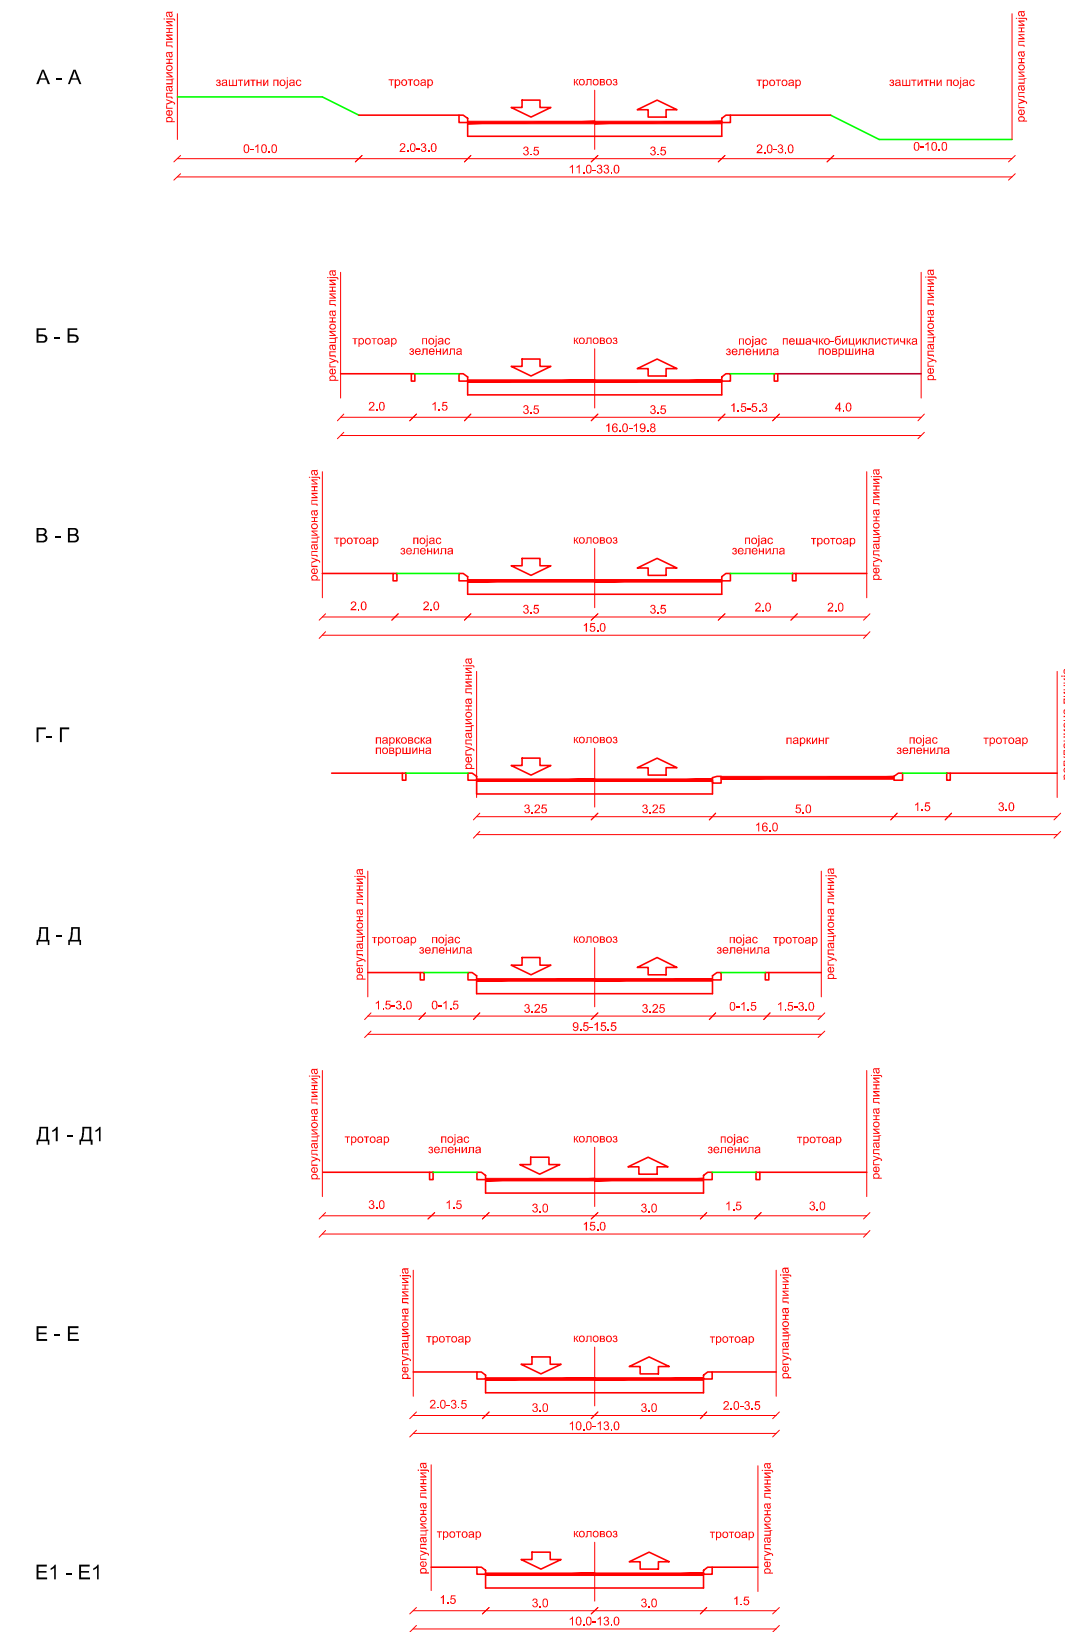 А - А
регулациона линија
заштитни појас
тротоар
коловоз
тротоар
заштитни појас
регулациона линија
0-10.0
2.0-3.0
3.5
3.5
2.0-3.0
0-10.0
11.0-33.0
Б - Б
регулациона линија
тротоар
појас
зеленила
коловоз
појас
зеленила
пешачко-бициклистичка
површина
регулациона линија
2.0
1.5
3.5
3.5
1.5-5.3
4.0
16.0-19.8
В - В
регулациона линија
тротоар
појас
зеленила
коловоз
појас
зеленила
тротоар
регулациона линија
2.0
2.0
3.5
3.5
2.0
2.0
15.0
Г- Г
парковска
површина
регулациона линија
коловоз
паркинг
појас
зеленила
тротоар
3.25
3.25
5.0
1.5
3.0
16.0
Д - Д
регулациона линија
тротоар
појас
зеленила
коловоз
појас
зеленила
тротоар
регулациона линија
1.5-3.0
0-1.5
3.25
3.25
0-1.5
1.5-3.0
9.5-15.5
Д1 - Д1
регулациона линија
тротоар
појас
зеленила
коловоз
појас
зеленила
тротоар
регулациона линија
3.0
1.5
3.0
3.0
1.5
3.0
15.0
Е - Е
регулациона линија
тротоар
коловоз
тротоар
регулациона линија
2.0-3.5
3.0
3.0
2.0-3.5
10.0-13.0
Е1 - Е1
регулациона линија
тротоар
коловоз
тротоар
регулациона линија
1.5
3.0
3.0
1.5
10.0-13.0